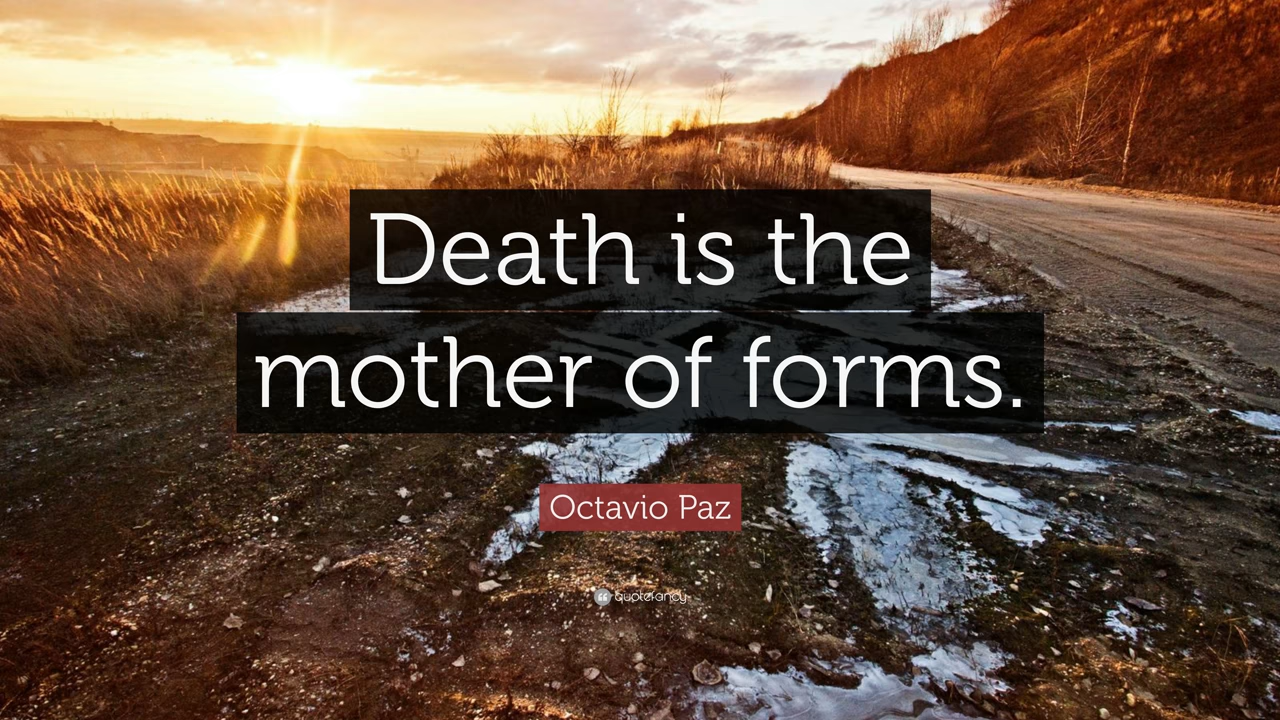 Death is the
mother of forms.
Octavio Paz
quotefancy